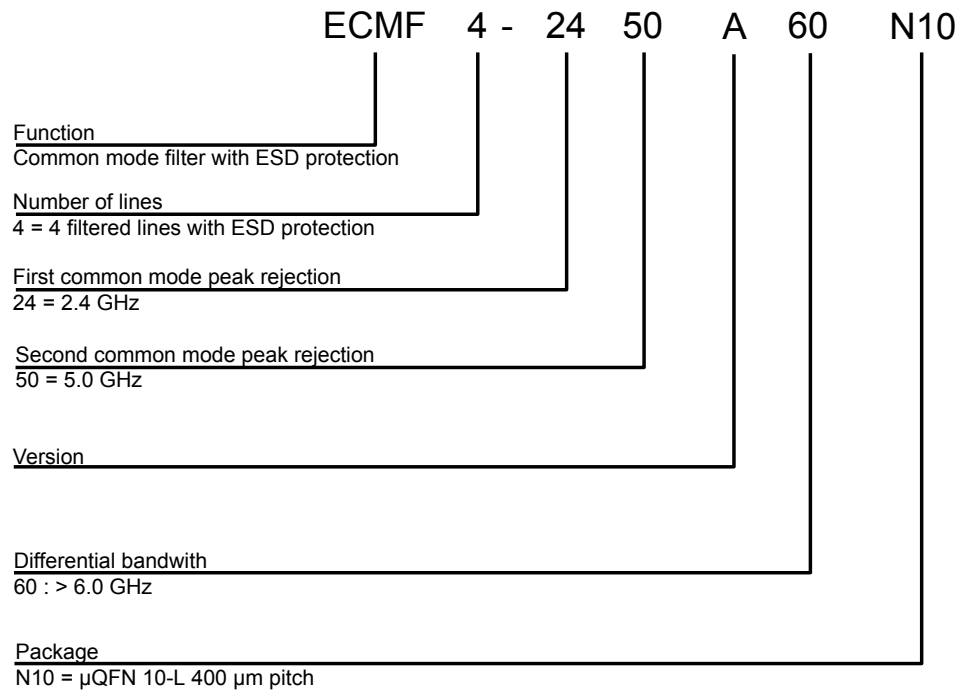 ECMF 4 - 24 50 A 60 N10
Function
Common mode filter with ESD protection
Number of lines
4 = 4 filtered lines with ESD protection
First common mode peak rejection
24 = 2.4 GHz
Second common mode peak rejection
50 = 5.0 GHz
Version
Differential bandwith
60 : > 6.0 GHz
Package
N10 = µQFN 10-L 400 µm pitch